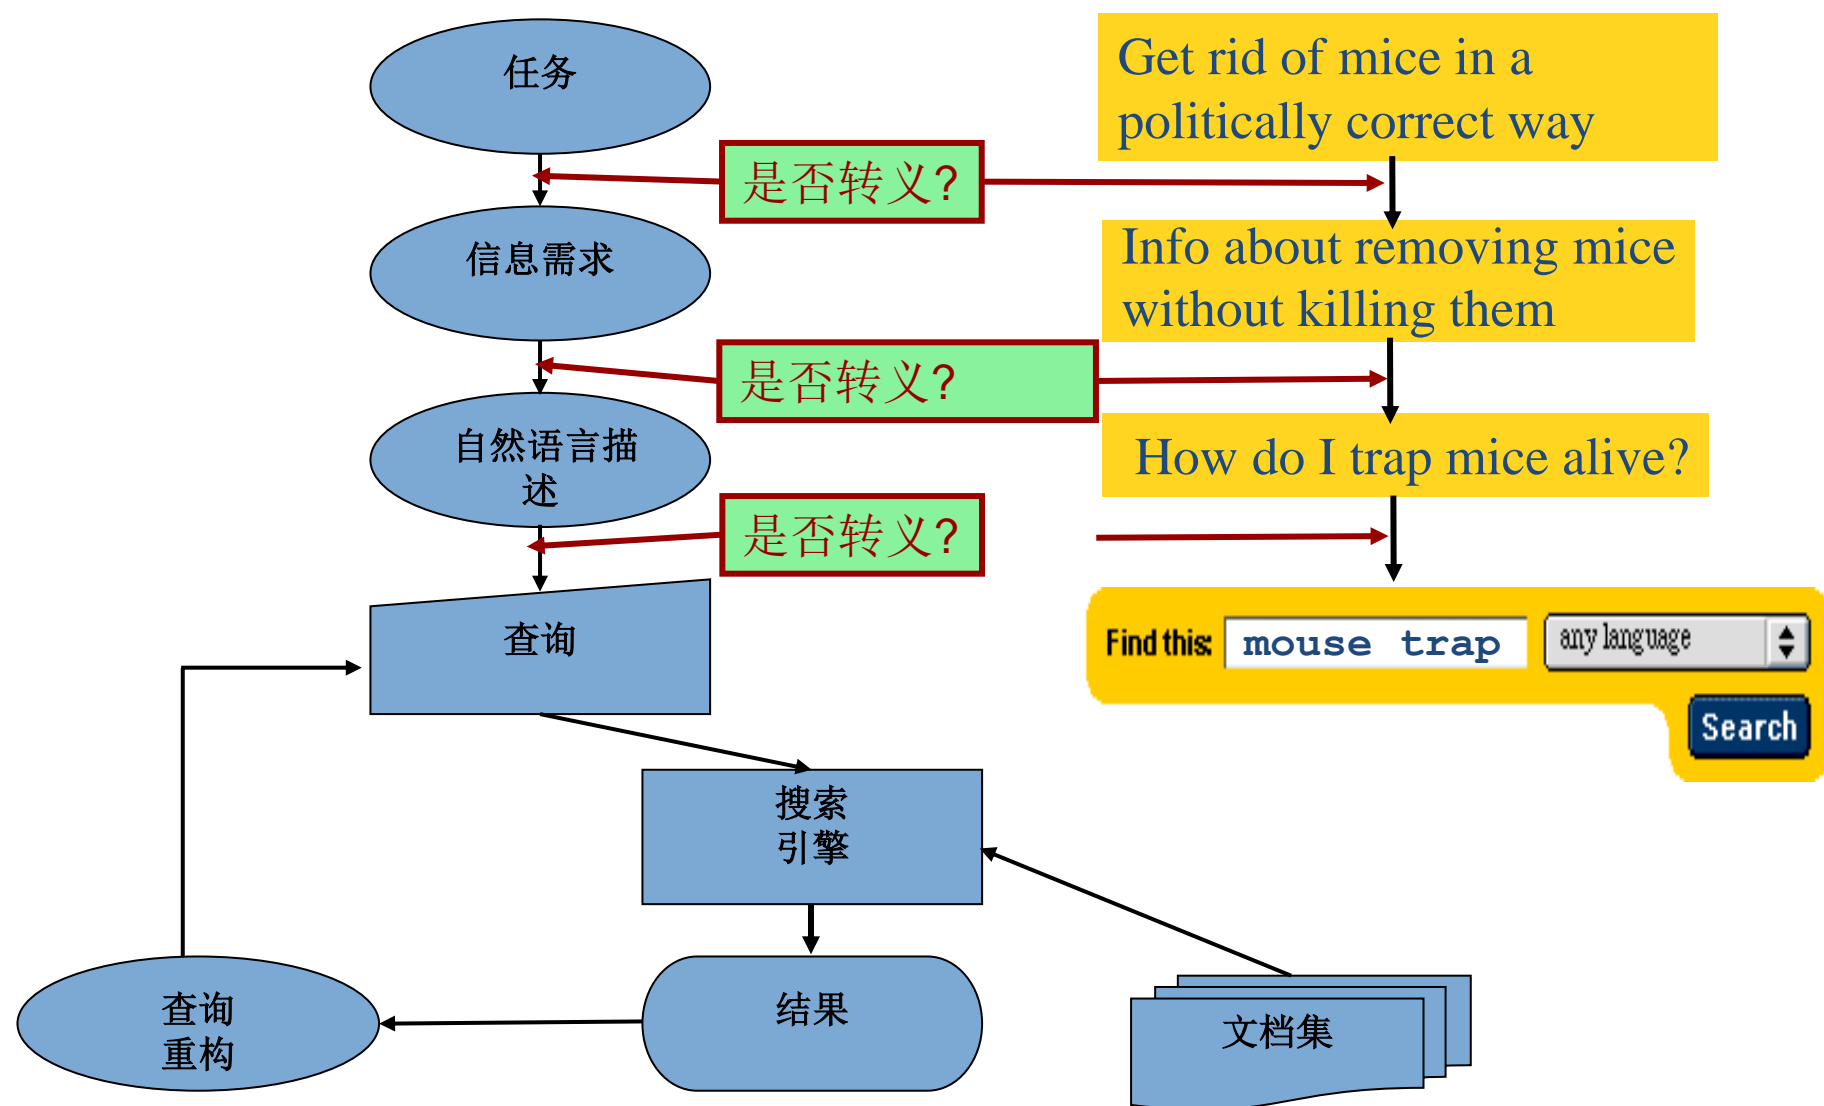 任务
Get rid of mice in a
politically correct way
是否转义?
信息需求
Info about removing mice
without killing them
是否转义?
自然语言描
述
How do I trap mice alive?
是否转义?
查询
Find this: mouse trap any language
Search
搜索
引擎
查询
重构
结果
文档集